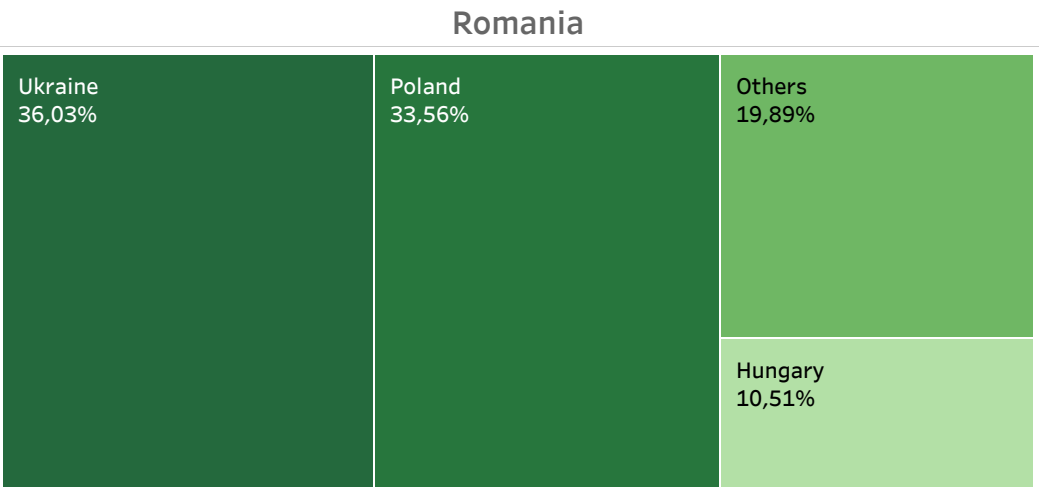 Romania
Ukraine
36,03%
Poland
33,56%
Others
19,89%
Hungary
10,51%